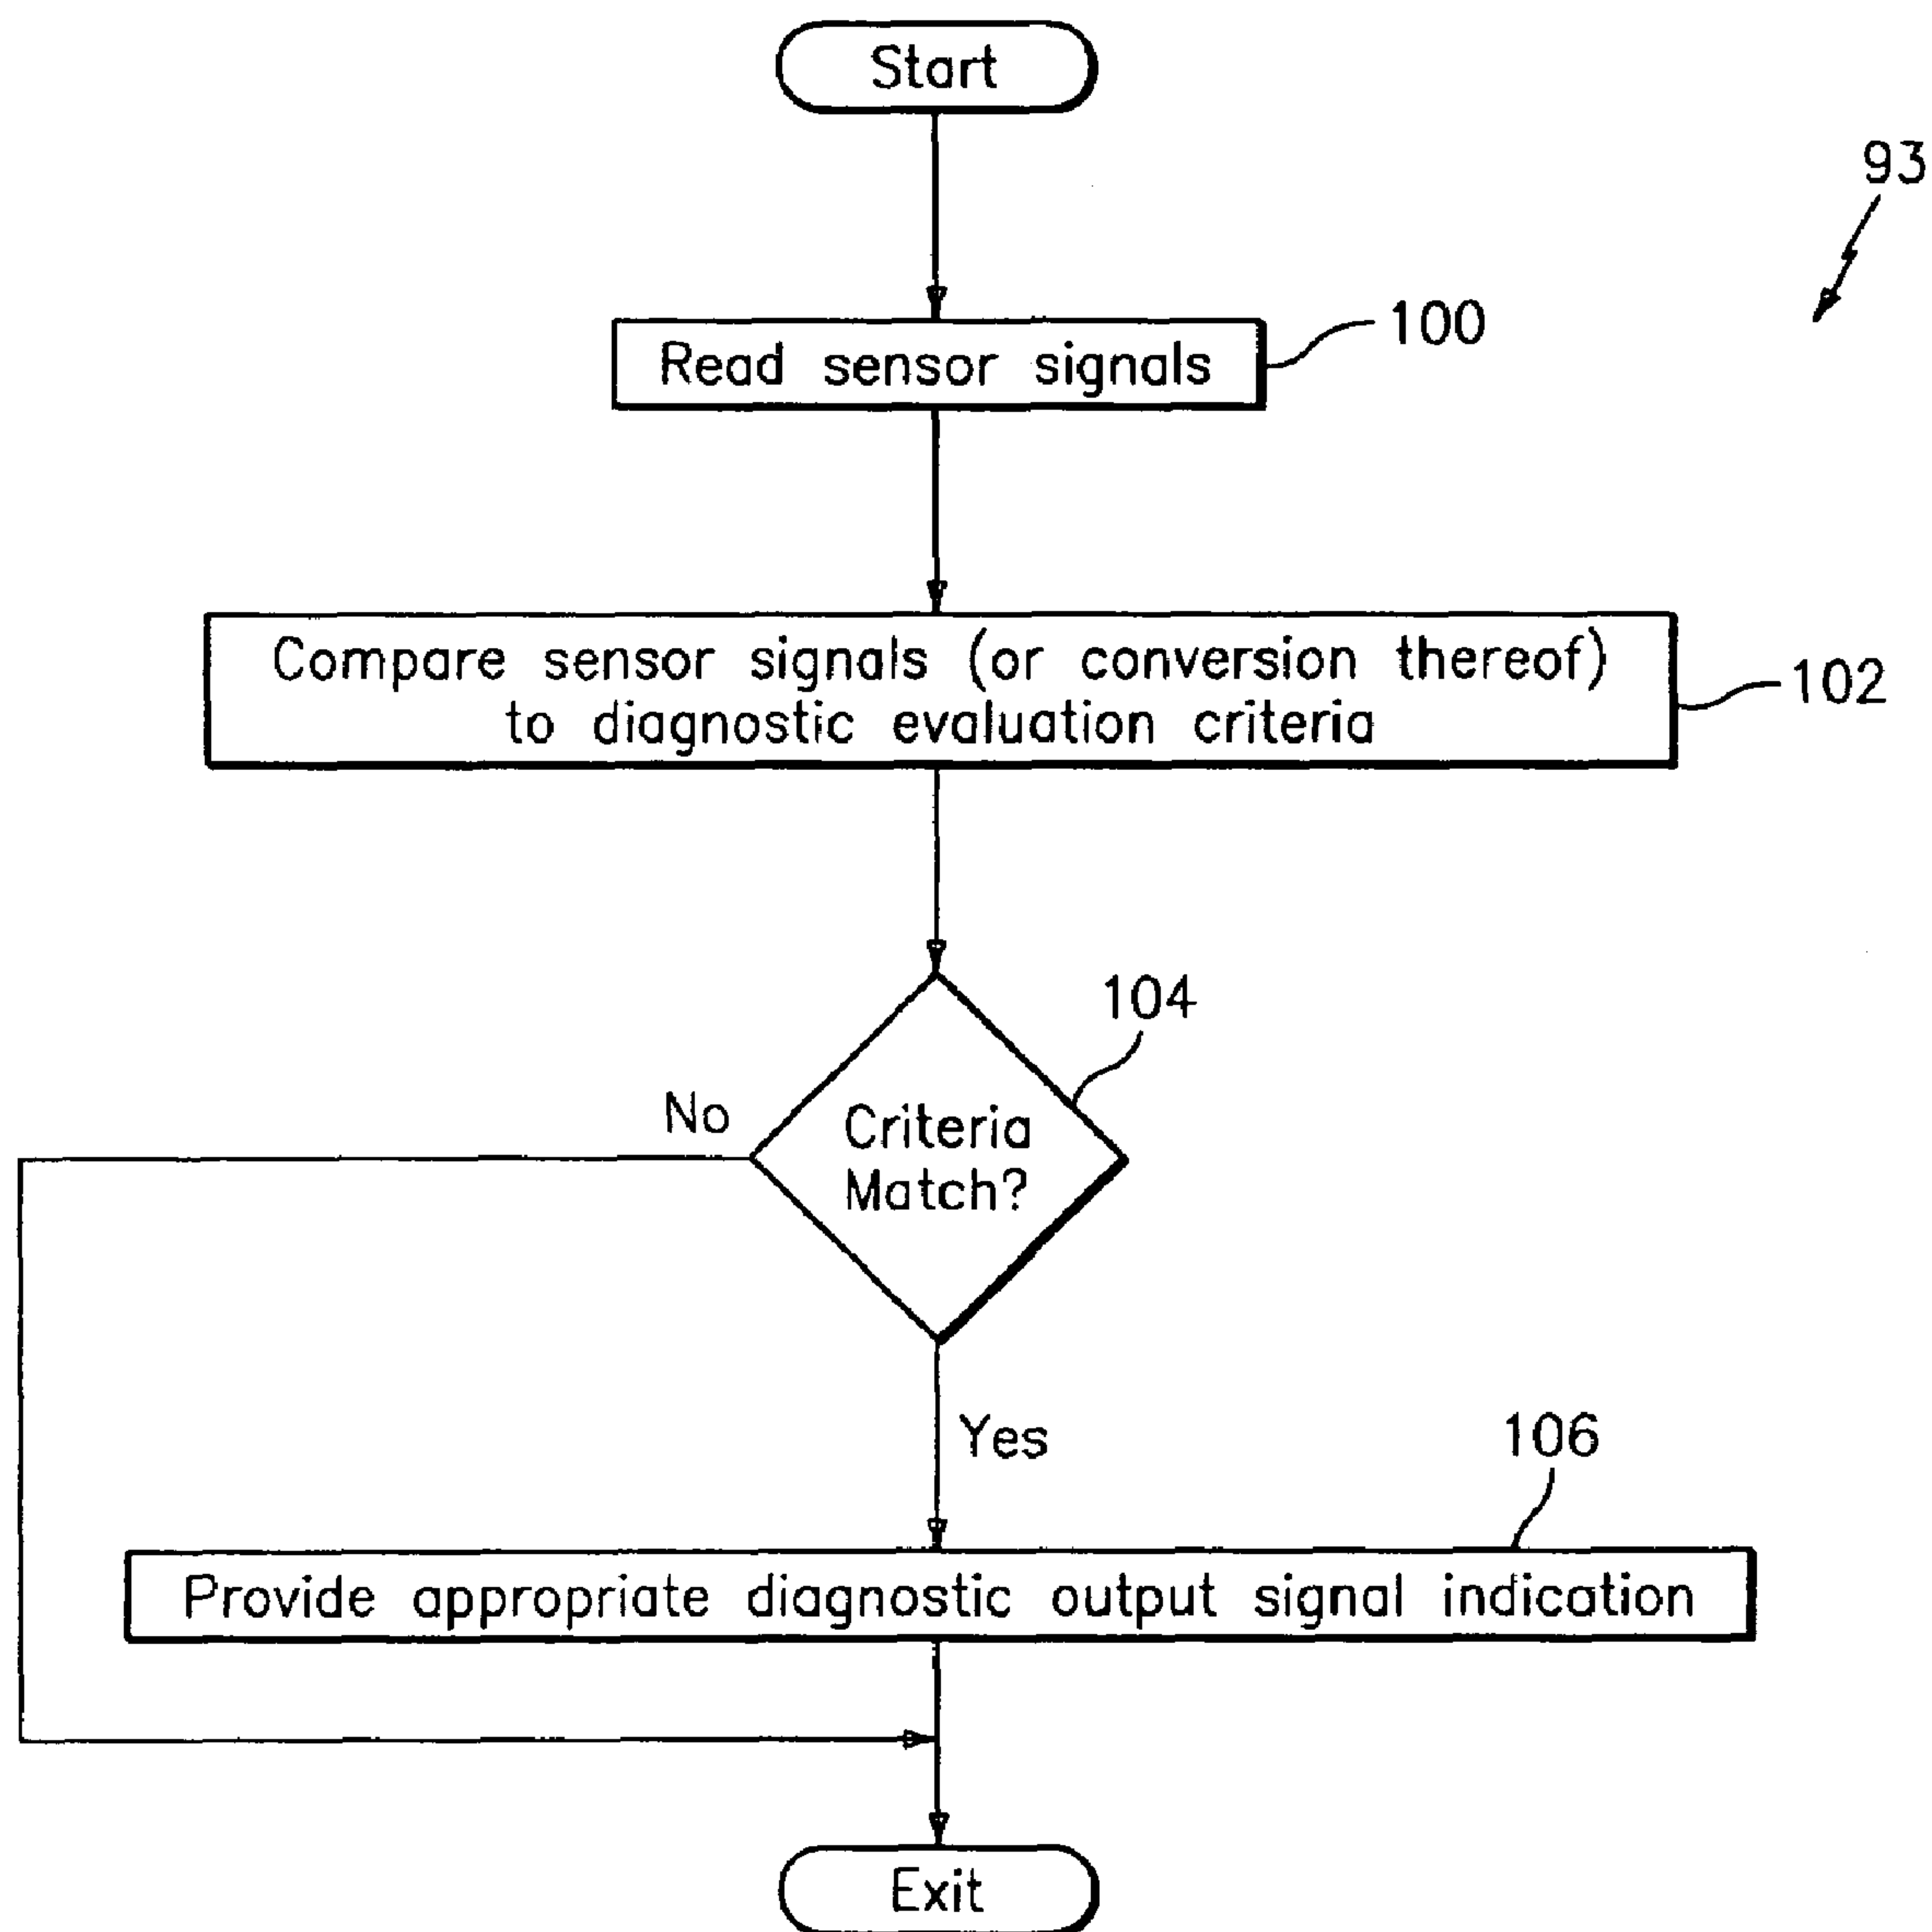 Start
93
Read sensor signals
100
Compare sensor signals (or conversion thereof)
to diagnostic evaluation criteria
102
104
No
Criteria
Match?
Yes
106
Provide appropriate diagnostic output signal indication
Exit